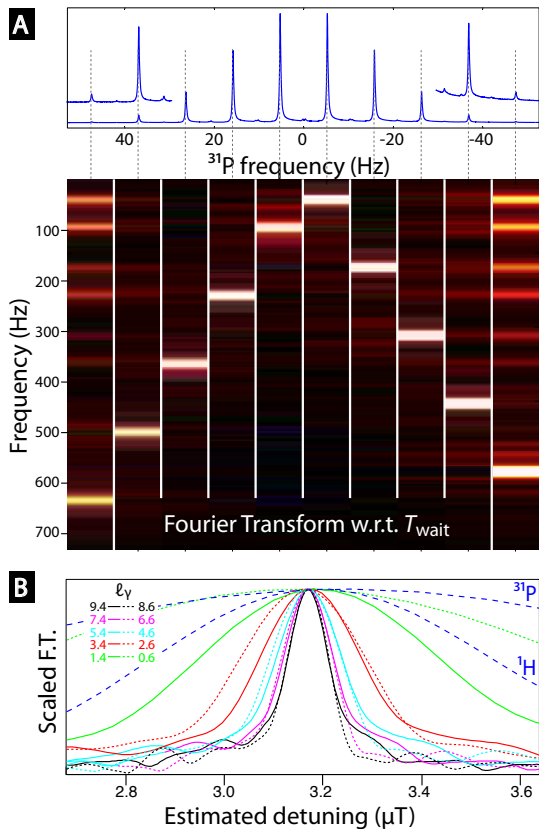 A
40 20 0 -20 -40
³¹P frequency (Hz)
100
200
300
400
500
600
700
Frequency (Hz)
Fourier Transform w.r.t. T_wait
B
ℓ_γ
9.4 8.6
7.4 6.6
5.4 4.6
3.4 2.6
1.4 0.6
³¹P
¹H
Scaled F.T.
2.8 3.0 3.2 3.4 3.6
Estimated detuning (μT)